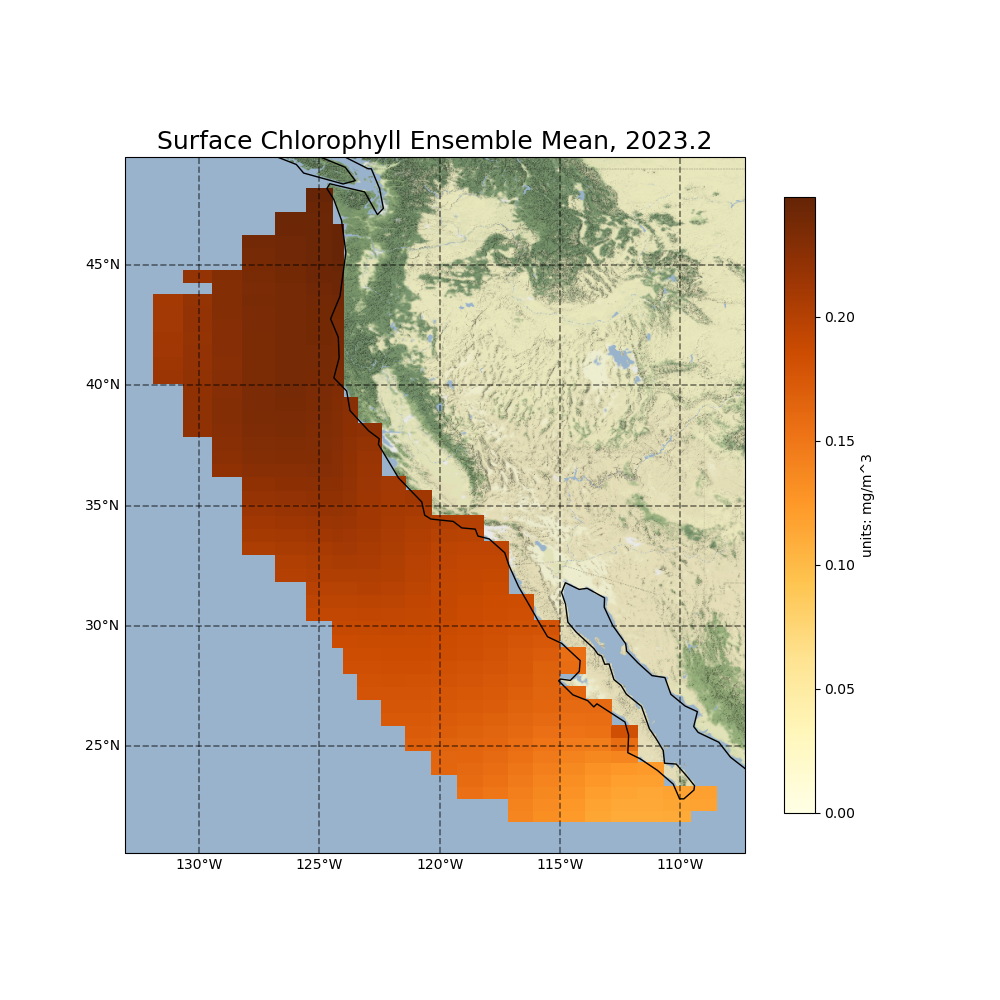 Surface Chlorophyll Ensemble Mean, 2023.2
45°N
40°N
35°N
30°N
25°N
130°W
125°W
120°W
115°W
110°W
0.20
0.15
0.10
0.05
0.00
units: mg/m^3